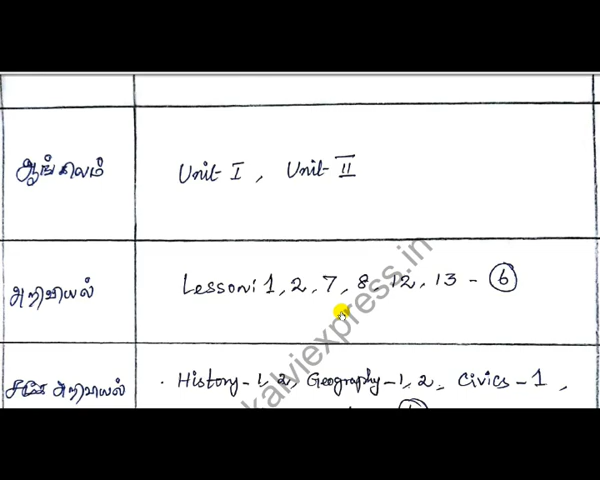 ஆங்கிலம்
Unit-I, Unit-II
அறிவியல்
Lesson: 1, 2, 7, 8, 12, 13 - 6
அறிவியல்
. History-1, 2, Geography-1, 2, Civics-1,
kalviexpress.in